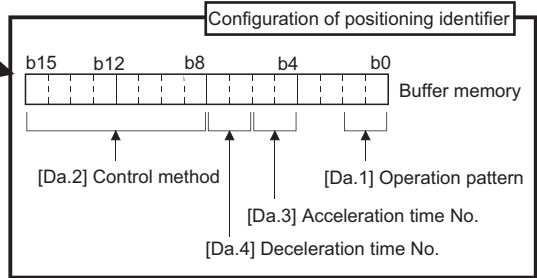 Configuration of positioning identifier
b15 b12 b8 b4 b0
Buffer memory
[Da.2] Control method
[Da.1] Operation pattern
[Da.3] Acceleration time No.
[Da.4] Deceleration time No.